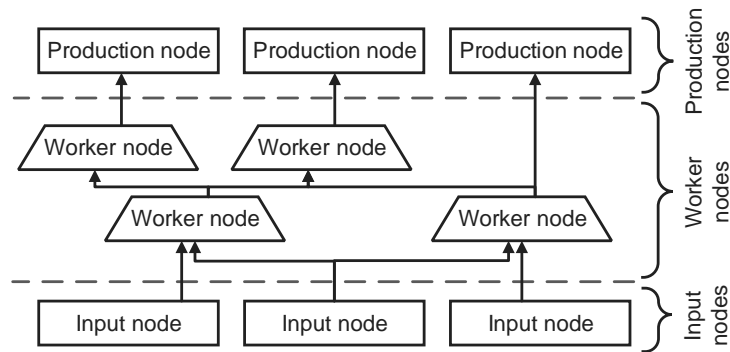 Production node
Production node
Production node
Production
nodes
Worker node
Worker node
Worker node
Worker node
Worker
nodes
Input node
Input node
Input node
Input
nodes